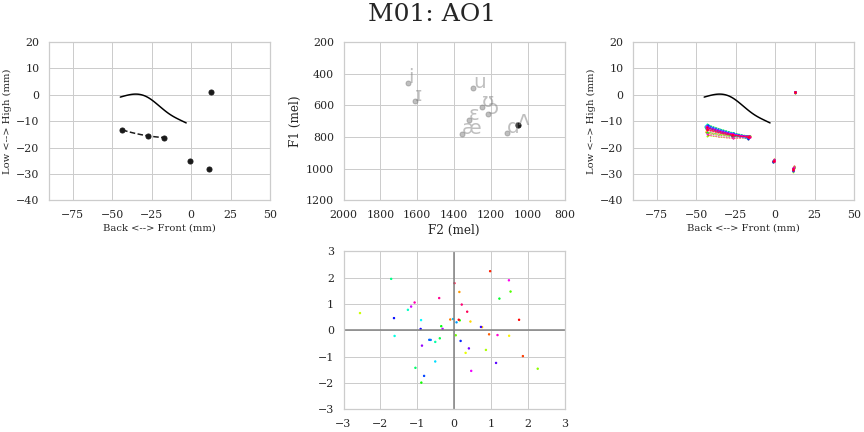 M01: AO1
20
10
0
−10
−20
−30
−40
−75 −50 −25 0 25 50
Low <--> High (mm)
Back <--> Front (mm)
200
400
600
800
1000
1200
2000 1800 1600 1400 1200 1000 800
F1 (mel)
F2 (mel)
i
ɪ
u
ʊ
ɛ
æ
ɑ
ʌ
20
10
0
−10
−20
−30
−40
−75 −50 −25 0 25 50
Low <--> High (mm)
Back <--> Front (mm)
3
2
1
0
−1
−2
−3
−3 −2 −1 0 1 2 3